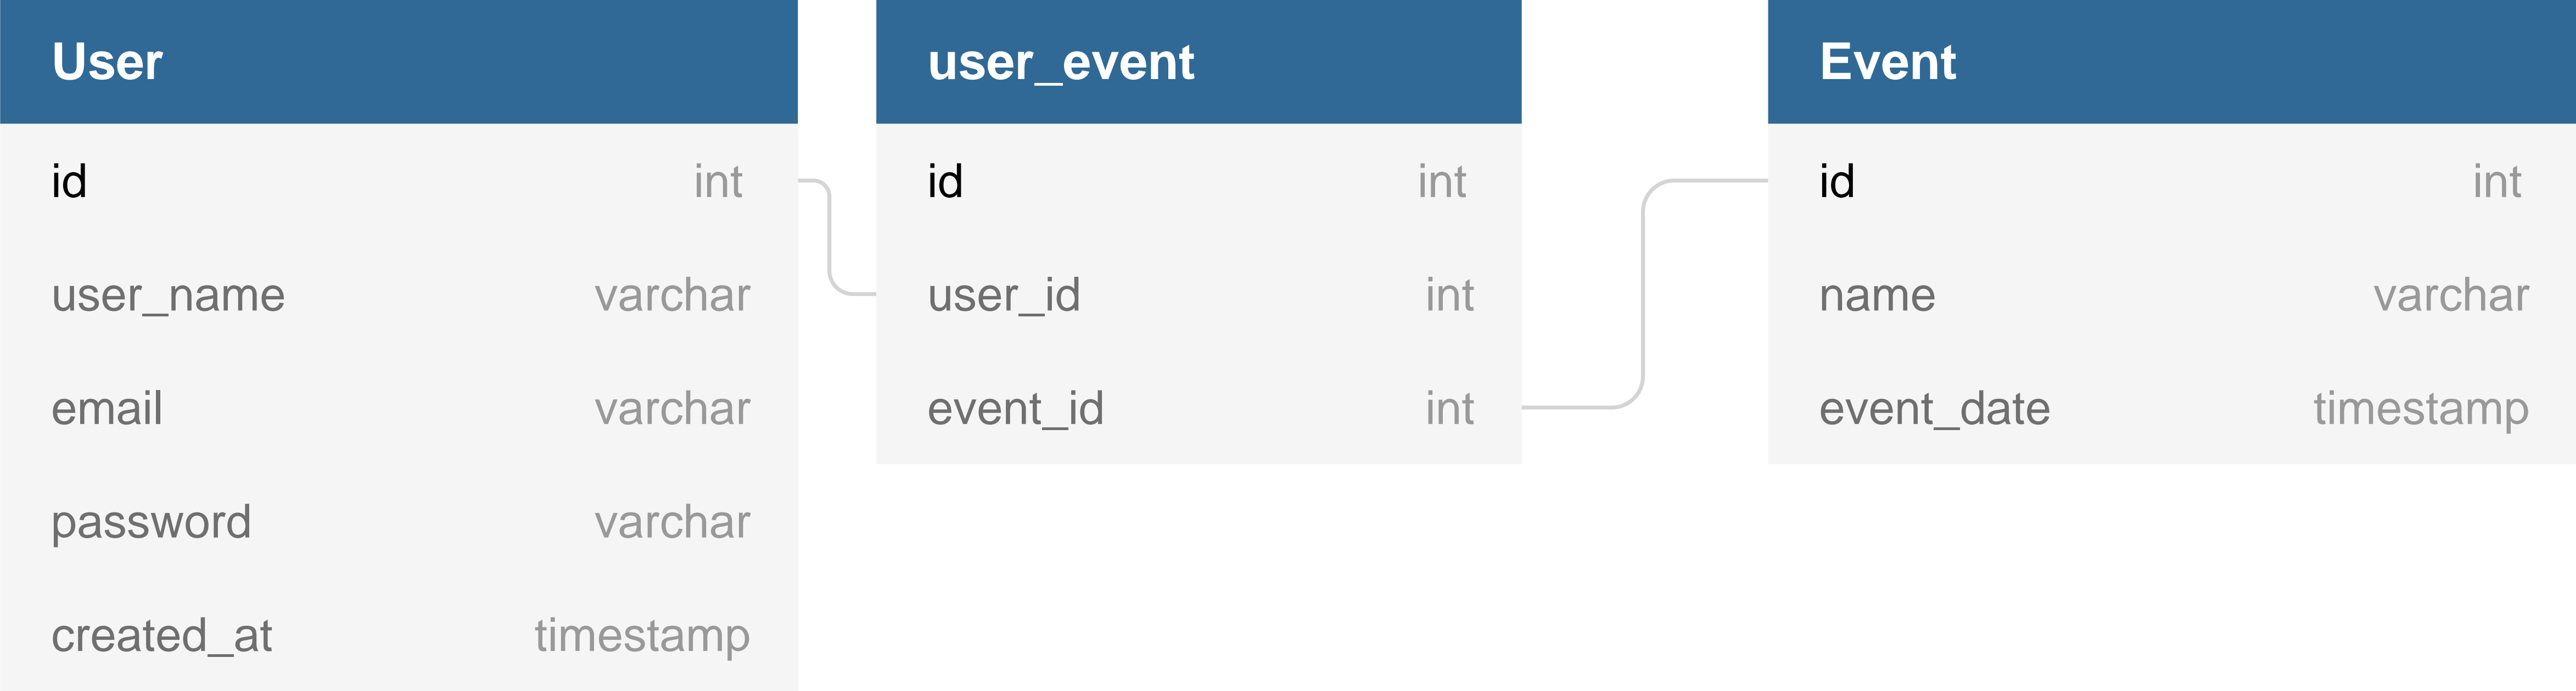 User
id int
user_name varchar
email varchar
password varchar
created_at timestamp
user_event
id int
user_id int
event_id int
Event
id int
name varchar
event_date timestamp